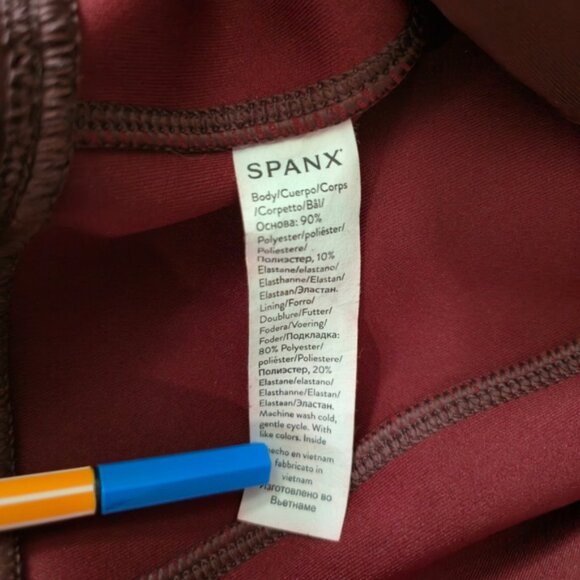 SPANX
Body/Cuerpo/Corps
/Corpetto/Bål/
Основа: 90%
Polyester/poliéster/
Poliestere/
Полиэстер, 10%
Elastane/elastano/
Elasthanne/Elastan/
Elastaan/Эластан.
Lining/Forro/
Doublure/Futter/
Fodera/Voering/
Foder/Подкладка:
80% Polyester/
poliéster/Poliestere/
Полиэстер, 20%
Elastane/elastano/
Elasthanne/Elastan/
Elastaan/Эластан.
Machine wash cold,
gentle cycle. With
like colors. Inside
echo en vietnam
fabbricato in
vietnam
Изготовлено во
Вьетнаме